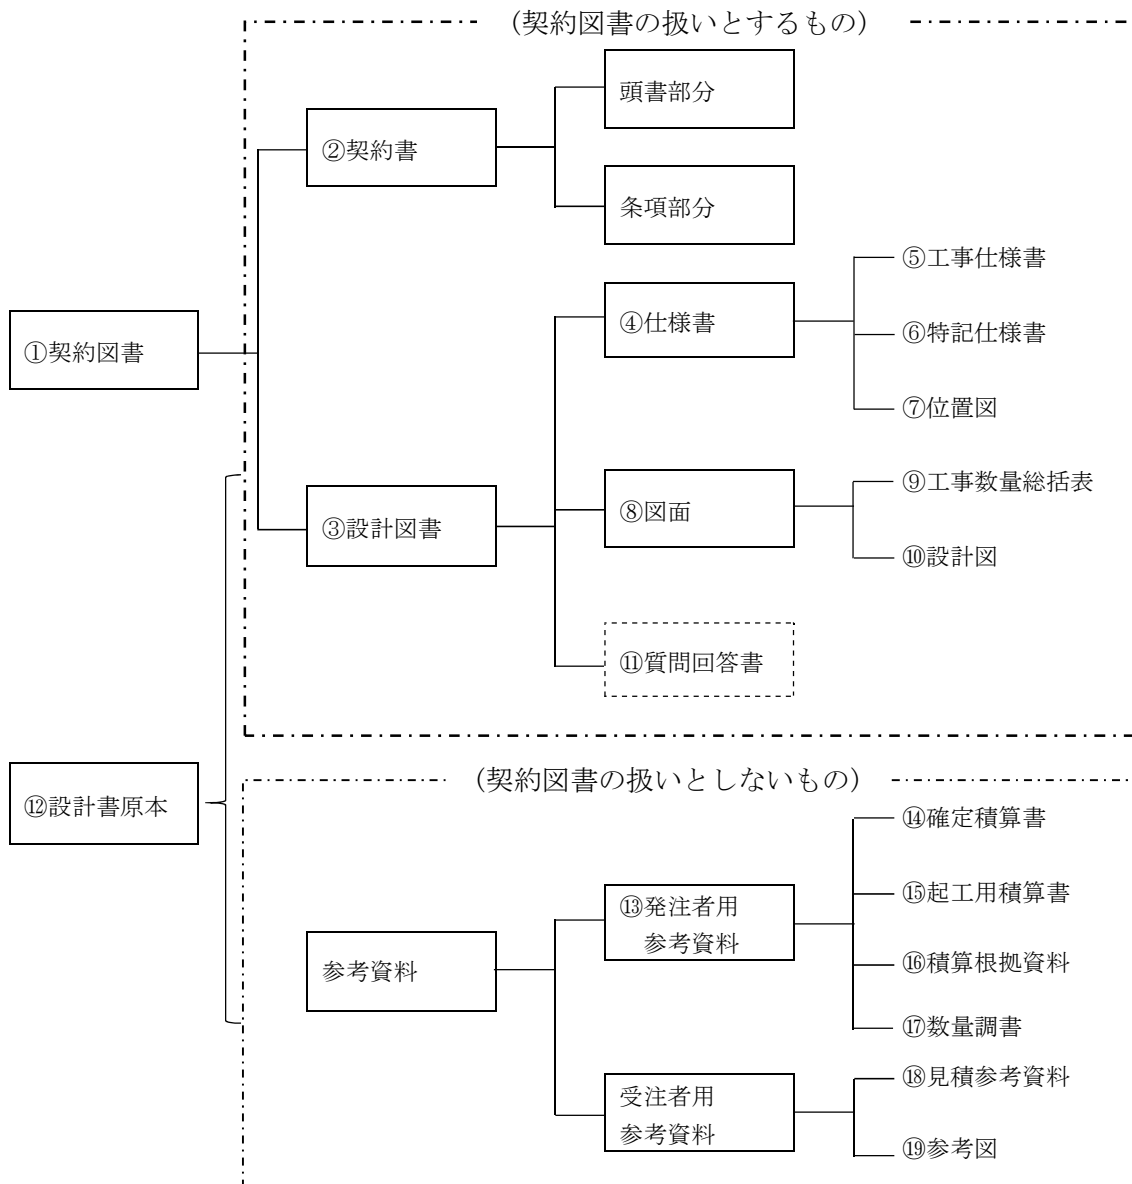 (契約図書の扱いとするもの)
頭書部分
②契約書
条項部分
⑤工事仕様書
④仕様書
⑥特記仕様書
①契約図書
⑦位置図
⑨工事数量総括表
⑧図面
③設計図書
⑩設計図
⑪質問回答書
(契約図書の扱いとしないもの)
⑫設計書原本
⑭確定積算書
⑬発注者用
参考資料
⑮起工用積算書
参考資料
⑯積算根拠資料
⑰数量調書
⑱見積参考資料
受注者用
参考資料
⑲参考図